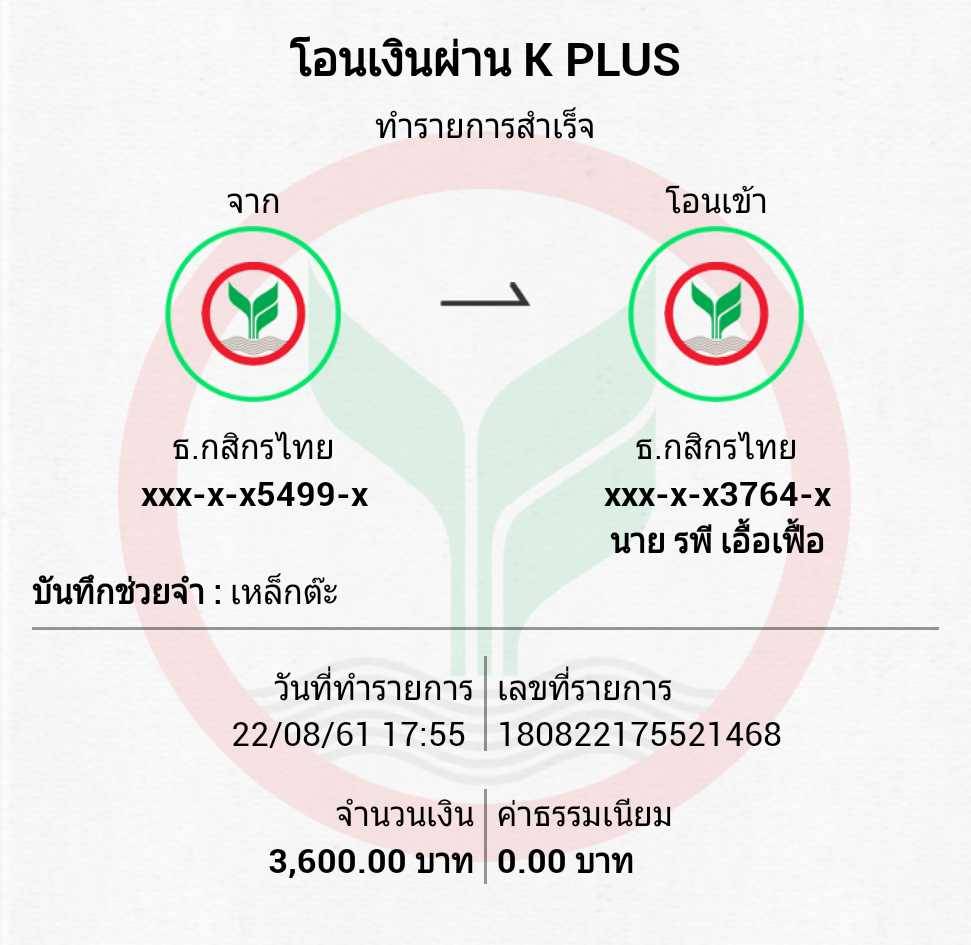 โอนเงินผ่าน K PLUS
ทำรายการสำเร็จ
จาก
โอนเข้า
ธ.กสิกรไทย
xxx-x-x5499-x
ธ.กสิกรไทย
xxx-x-x3764-x
นาย รพี เอื้อเฟื้อ
บันทึกช่วยจำ : เหล็กต๊ะ
วันที่ทำรายการ
22/08/61 17:55
เลขที่รายการ
180822175521468
จำนวนเงิน
3,600.00 บาท
ค่าธรรมเนียม
0.00 บาท